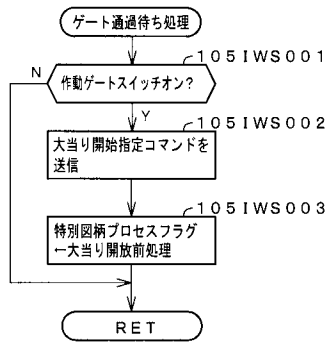 ゲート通過待ち処理
105IWS001
N
作動ゲートスイッチオン?
Y
105IWS002
大当り開始指定コマンドを
送信
105IWS003
特別図柄プロセスフラグ
←大当り開放前処理
RET